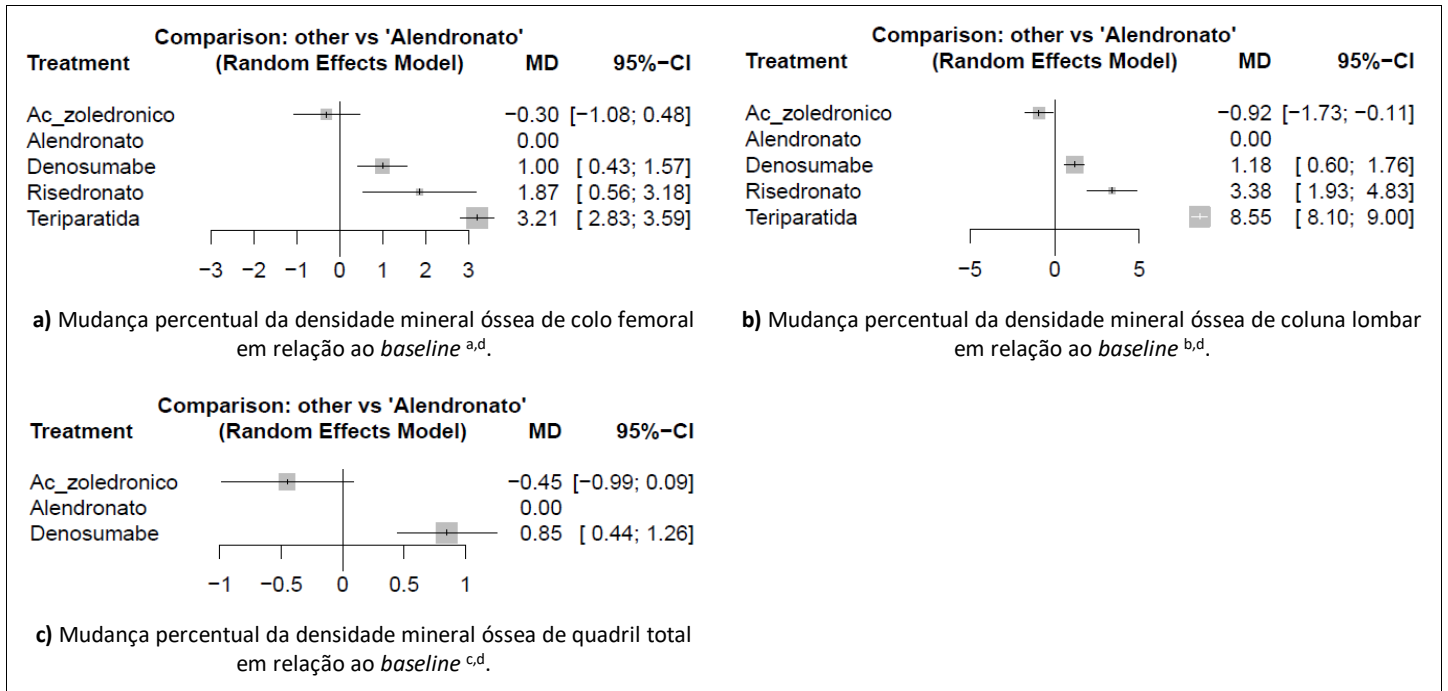 Comparison: other vs 'Alendronato'
Treatment (Random Effects Model) MD 95%−CI
Ac_zoledronico −0.30 [−1.08; 0.48]
Alendronato 0.00
Denosumabe 1.00 [ 0.43; 1.57]
Risedronato 1.87 [ 0.56; 3.18]
Teriparatida 3.21 [ 2.83; 3.59]
−3 −2 −1 0 1 2 3
a) Mudança percentual da densidade mineral óssea de colo femoral
em relação ao baseline a,d.
Comparison: other vs 'Alendronato'
Treatment (Random Effects Model) MD 95%−CI
Ac_zoledronico −0.92 [−1.73; −0.11]
Alendronato 0.00
Denosumabe 1.18 [ 0.60; 1.76]
Risedronato 3.38 [ 1.93; 4.83]
Teriparatida 8.55 [ 8.10; 9.00]
−5 0 5
b) Mudança percentual da densidade mineral óssea de coluna lombar
em relação ao baseline b,d.
Comparison: other vs 'Alendronato'
Treatment (Random Effects Model) MD 95%−CI
Ac_zoledronico −0.45 [−0.99; 0.09]
Alendronato 0.00
Denosumabe 0.85 [ 0.44; 1.26]
−1 −0.5 0 0.5 1
c) Mudança percentual da densidade mineral óssea de quadril total
em relação ao baseline c,d.